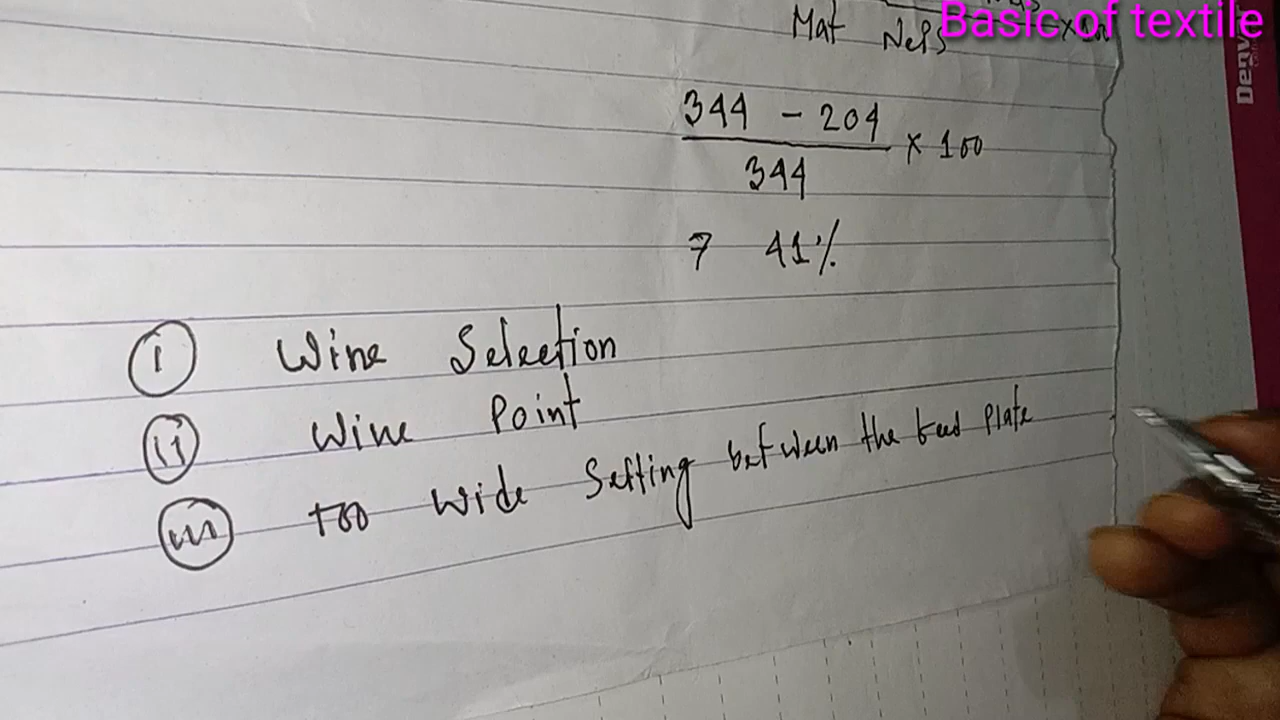 Basic of textile
Mat Neps
Denver
344 - 204
344
× 100
7 41%
i Wire Selection
ii Wire Point
iii too wide Setting between the feed Plate